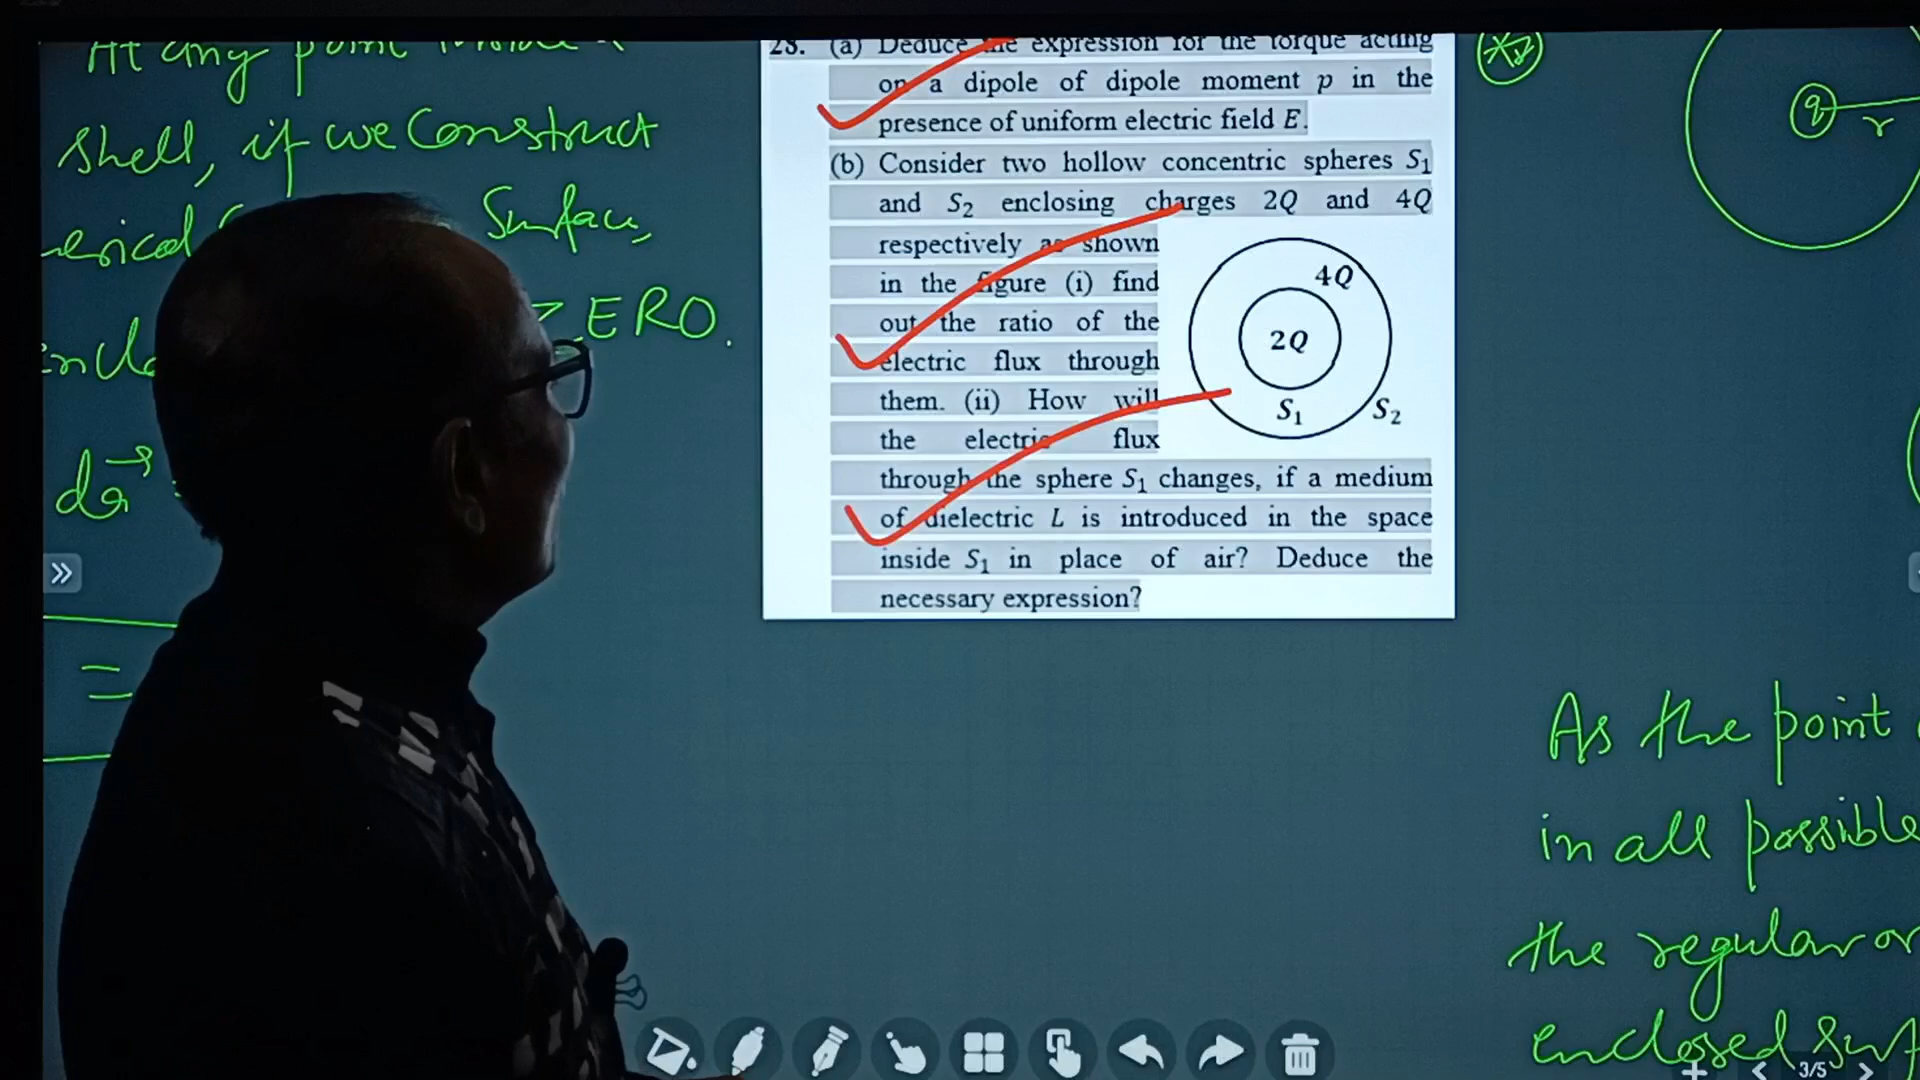 At any point inside a
Shell, if we Construct
Surface,
ZERO.
=
28. (a) Deduce the expression for the torque acting
on a dipole of dipole moment p in the
presence of uniform electric field E.
(b) Consider two hollow concentric spheres S₁
and S₂ enclosing charges 2Q and 4Q
respectively as shown
in the figure (i) find
out the ratio of the
electric flux through
them. (ii) How will
the electric flux
through the sphere S₁ changes, if a medium
of dielectric L is introduced in the space
inside S₁ in place of air? Deduce the
necessary expression?
4Q
2Q
S₁
S₂
q
r
As the point
in all possible
the regular or
enclosed
3/5